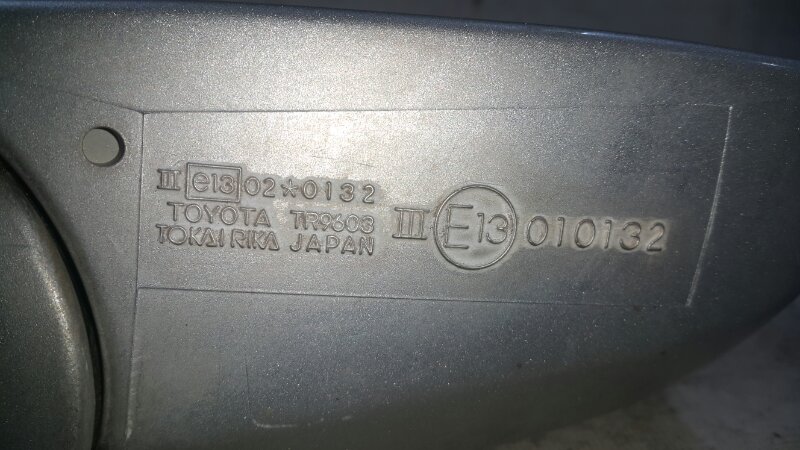 III e13 02☆0132
TOYOTA TR9603
TOKAI RIKA JAPAN
III E13 010132